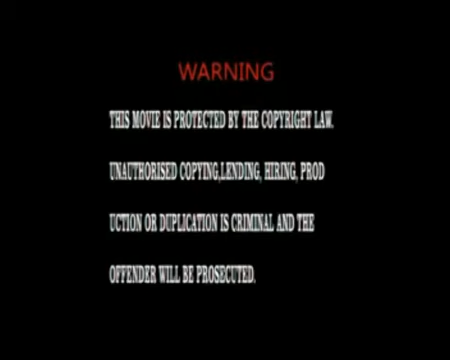 WARNING
THIS MOVIE IS PROTECTED BY THE COPYRIGHT LAW.
UNAUTHORISED COPYING,LENDING, HIRING, PROD
UCTION OR DUPLICATION IS CRIMINAL AND THE
OFFENDER WILL BE PROSECUTED.